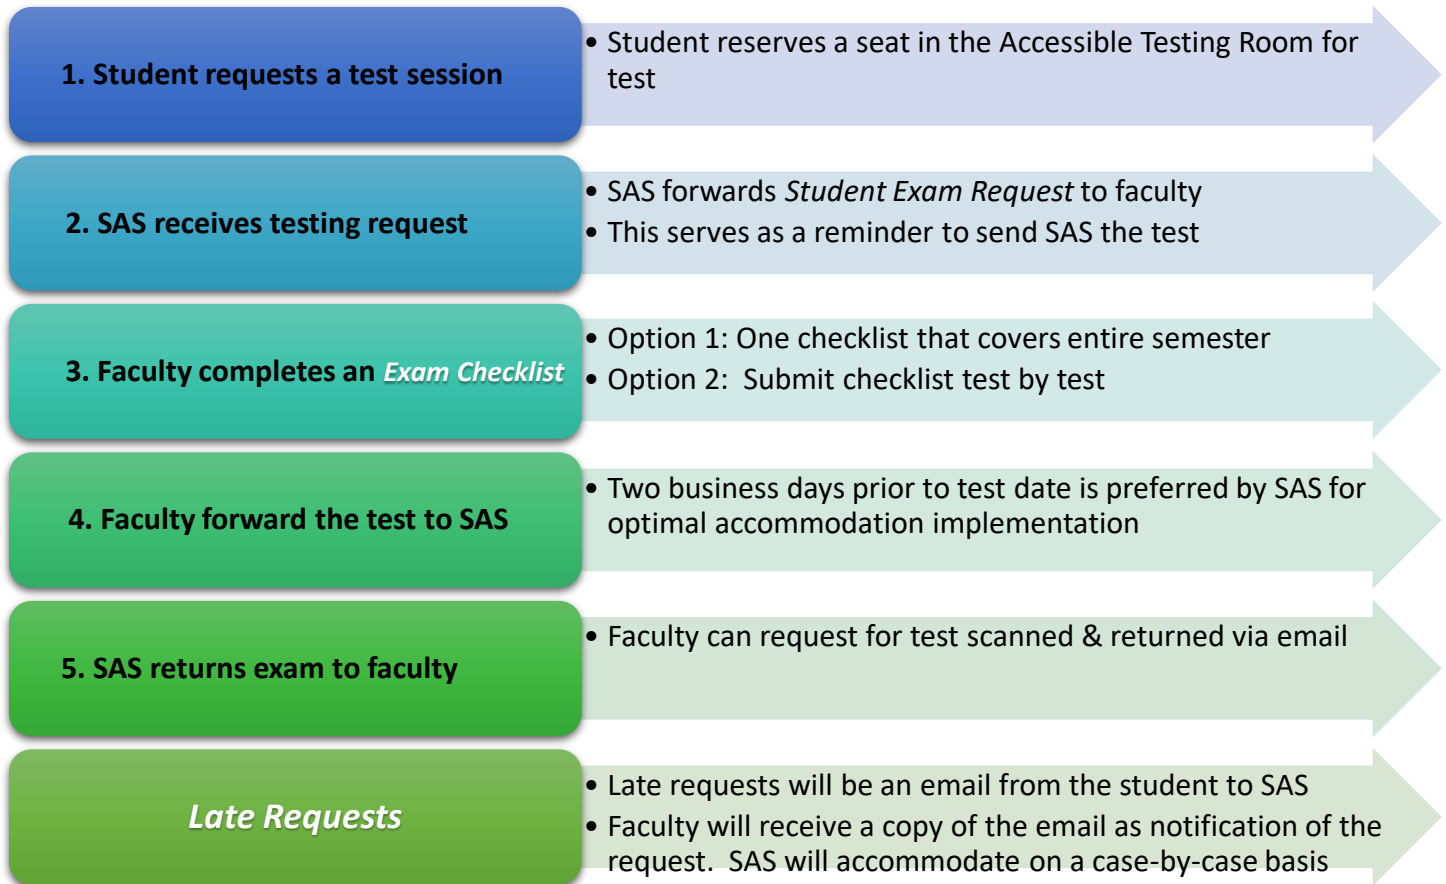 1. Student requests a test session
• Student reserves a seat in the Accessible Testing Room for
test
2. SAS receives testing request
• SAS forwards Student Exam Request to faculty
• This serves as a reminder to send SAS the test
3. Faculty completes an Exam Checklist
• Option 1: One checklist that covers entire semester
• Option 2:  Submit checklist test by test
4. Faculty forward the test to SAS
• Two business days prior to test date is preferred by SAS for
optimal accommodation implementation
5. SAS returns exam to faculty
• Faculty can request for test scanned & returned via email
Late Requests
• Late requests will be an email from the student to SAS
• Faculty will receive a copy of the email as notification of the
request.  SAS will accommodate on a case-by-case basis